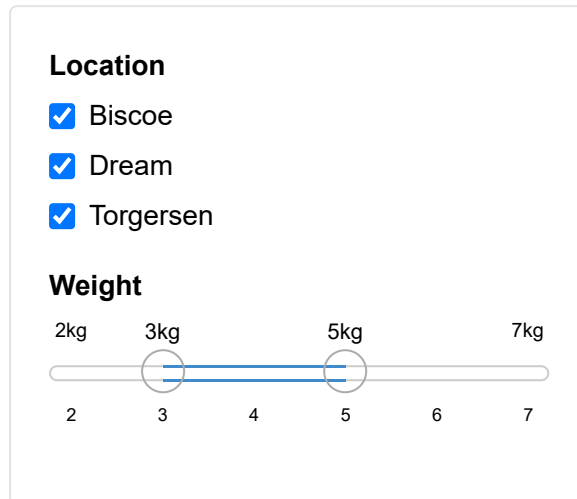 Location
Biscoe
Dream
Torgersen
Weight
2kg 3kg 5kg 7kg
2 3 4 5 6 7